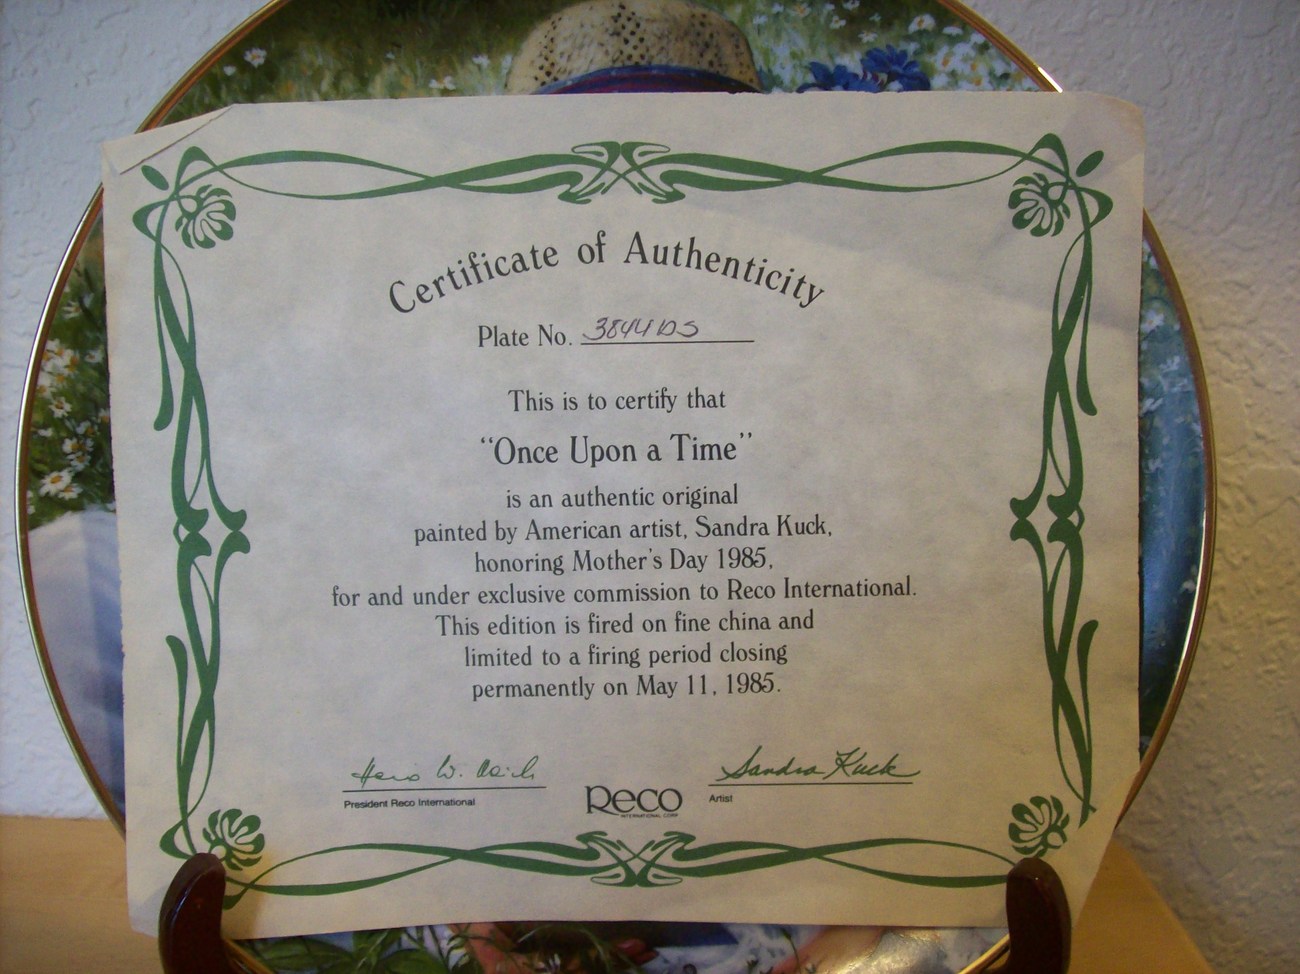 Certificate of Authenticity
Plate No. 3844DS
This is to certify that
“Once Upon a Time”
is an authentic original
painted by American artist, Sandra Kuck,
honoring Mother's Day 1985,
for and under exclusive commission to Reco International.
This edition is fired on fine china and
limited to a firing period closing
permanently on May 11, 1985.
Sandra Kuck
President Reco International
Reco
INTERNATIONAL CORP
Artist